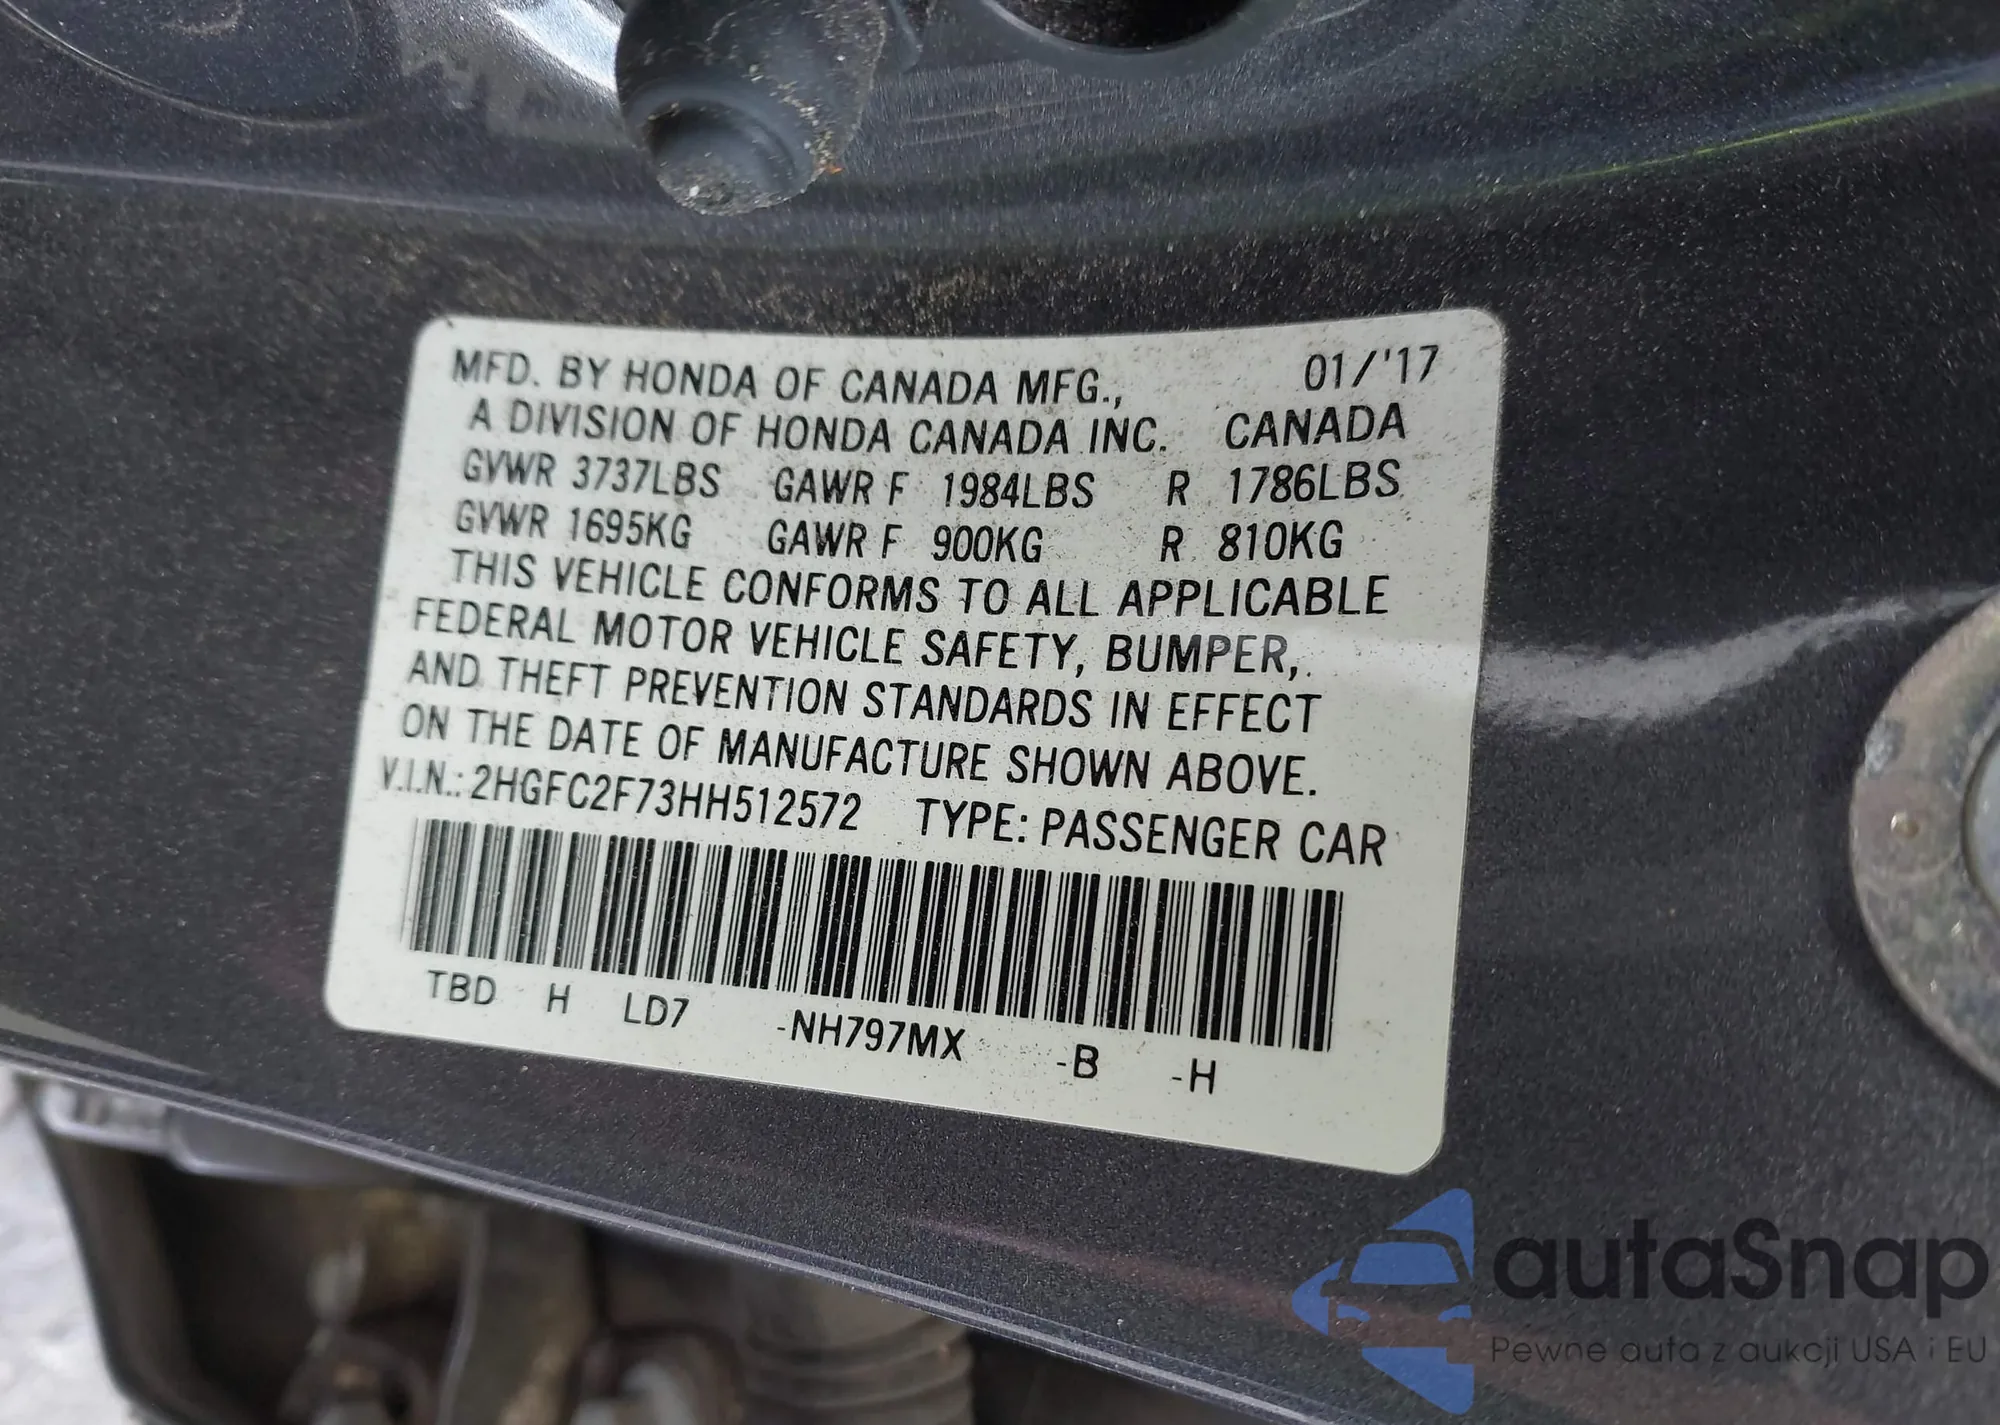 MFD. BY HONDA OF CANADA MFG., 01/'17
A DIVISION OF HONDA CANADA INC. CANADA
GVWR 3737LBS GAWR F 1984LBS R 1786LBS
GVWR 1695KG GAWR F 900KG R 810KG
THIS VEHICLE CONFORMS TO ALL APPLICABLE
FEDERAL MOTOR VEHICLE SAFETY, BUMPER,
AND THEFT PREVENTION STANDARDS IN EFFECT
ON THE DATE OF MANUFACTURE SHOWN ABOVE.
V.I.N.: 2HGFC2F73HH512572 TYPE: PASSENGER CAR
TBD H LD7 -NH797MX -B -H
autaSnap
Pewne auta z aukcji USA i EU